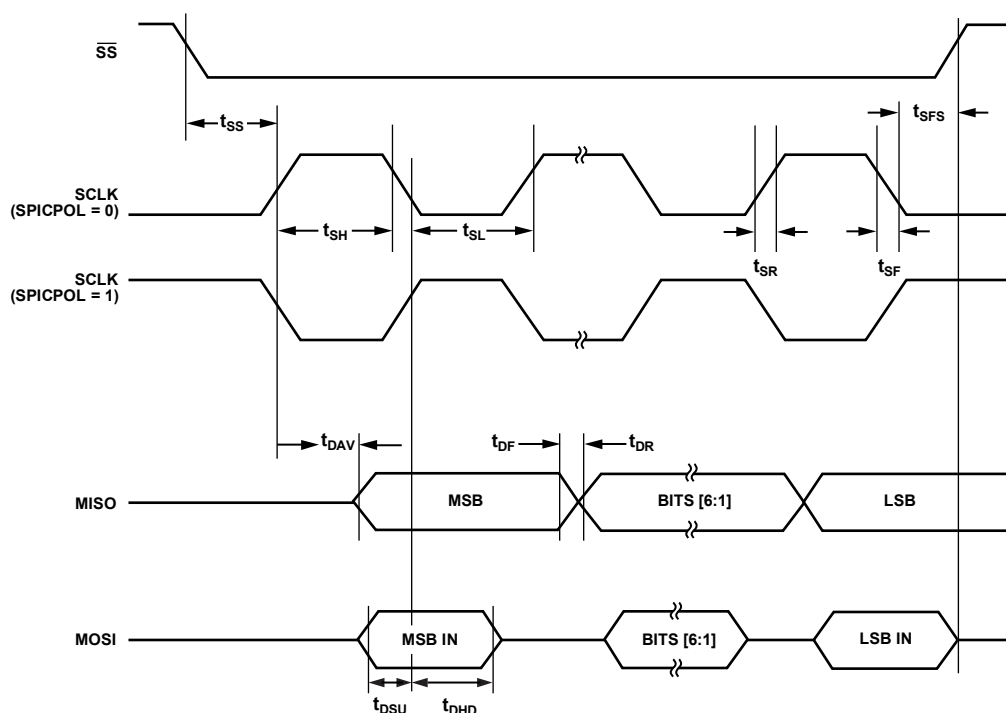 SS
tSS
tSFS
SCLK
(SPICPOL = 0)
tSH
tSL
tSR
tSF
SCLK
(SPICPOL = 1)
tDAV
tDF
tDR
MISO
MSB
BITS [6:1]
LSB
MOSI
MSB IN
BITS [6:1]
LSB IN
tDSU
tDHD